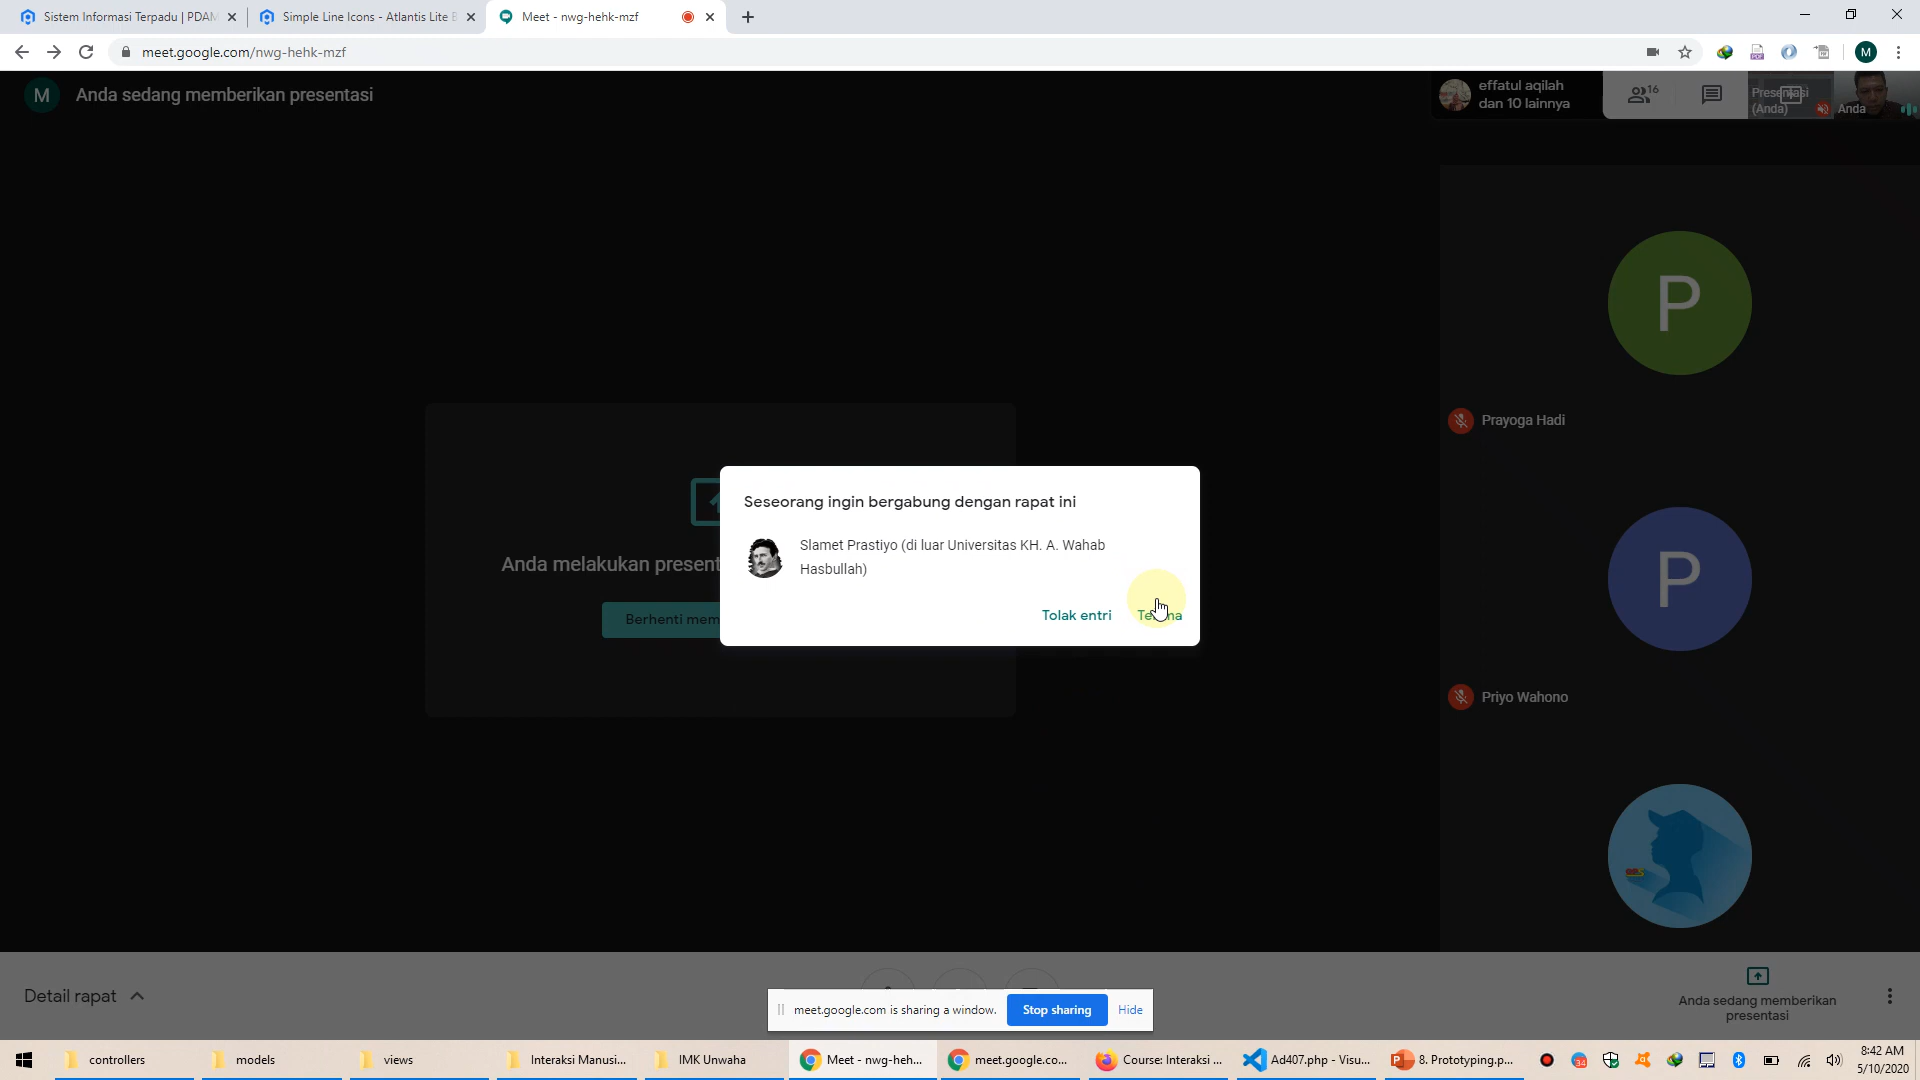 Sistem Informasi Terpadu | PDAM
Simple Line Icons - Atlantis Lite B
Meet - nwg-hehk-mzf
meet.google.com/nwg-hehk-mzf
M
M
Anda sedang memberikan presentasi
effatul aqilah
dan 10 lainnya
16
Presentasi
(Anda)
Anda
P
Prayoga Hadi
Seseorang ingin bergabung dengan rapat ini
Slamet Prastiyo (di luar Universitas KH. A. Wahab
Hasbullah)
Tolak entri
Anda melakukan present
Berhenti mem
P
Priyo Wahono
Detail rapat
meet.google.com is sharing a window.
Stop sharing
Hide
Anda sedang memberikan
presentasi
controllers
models
views
Interaksi Manusi...
IMK Unwaha
Meet - nwg-heh...
meet.google.co...
Course: Interaksi ...
Ad407.php - Visu...
8. Prototyping.p...
34
8:42 AM
5/10/2020